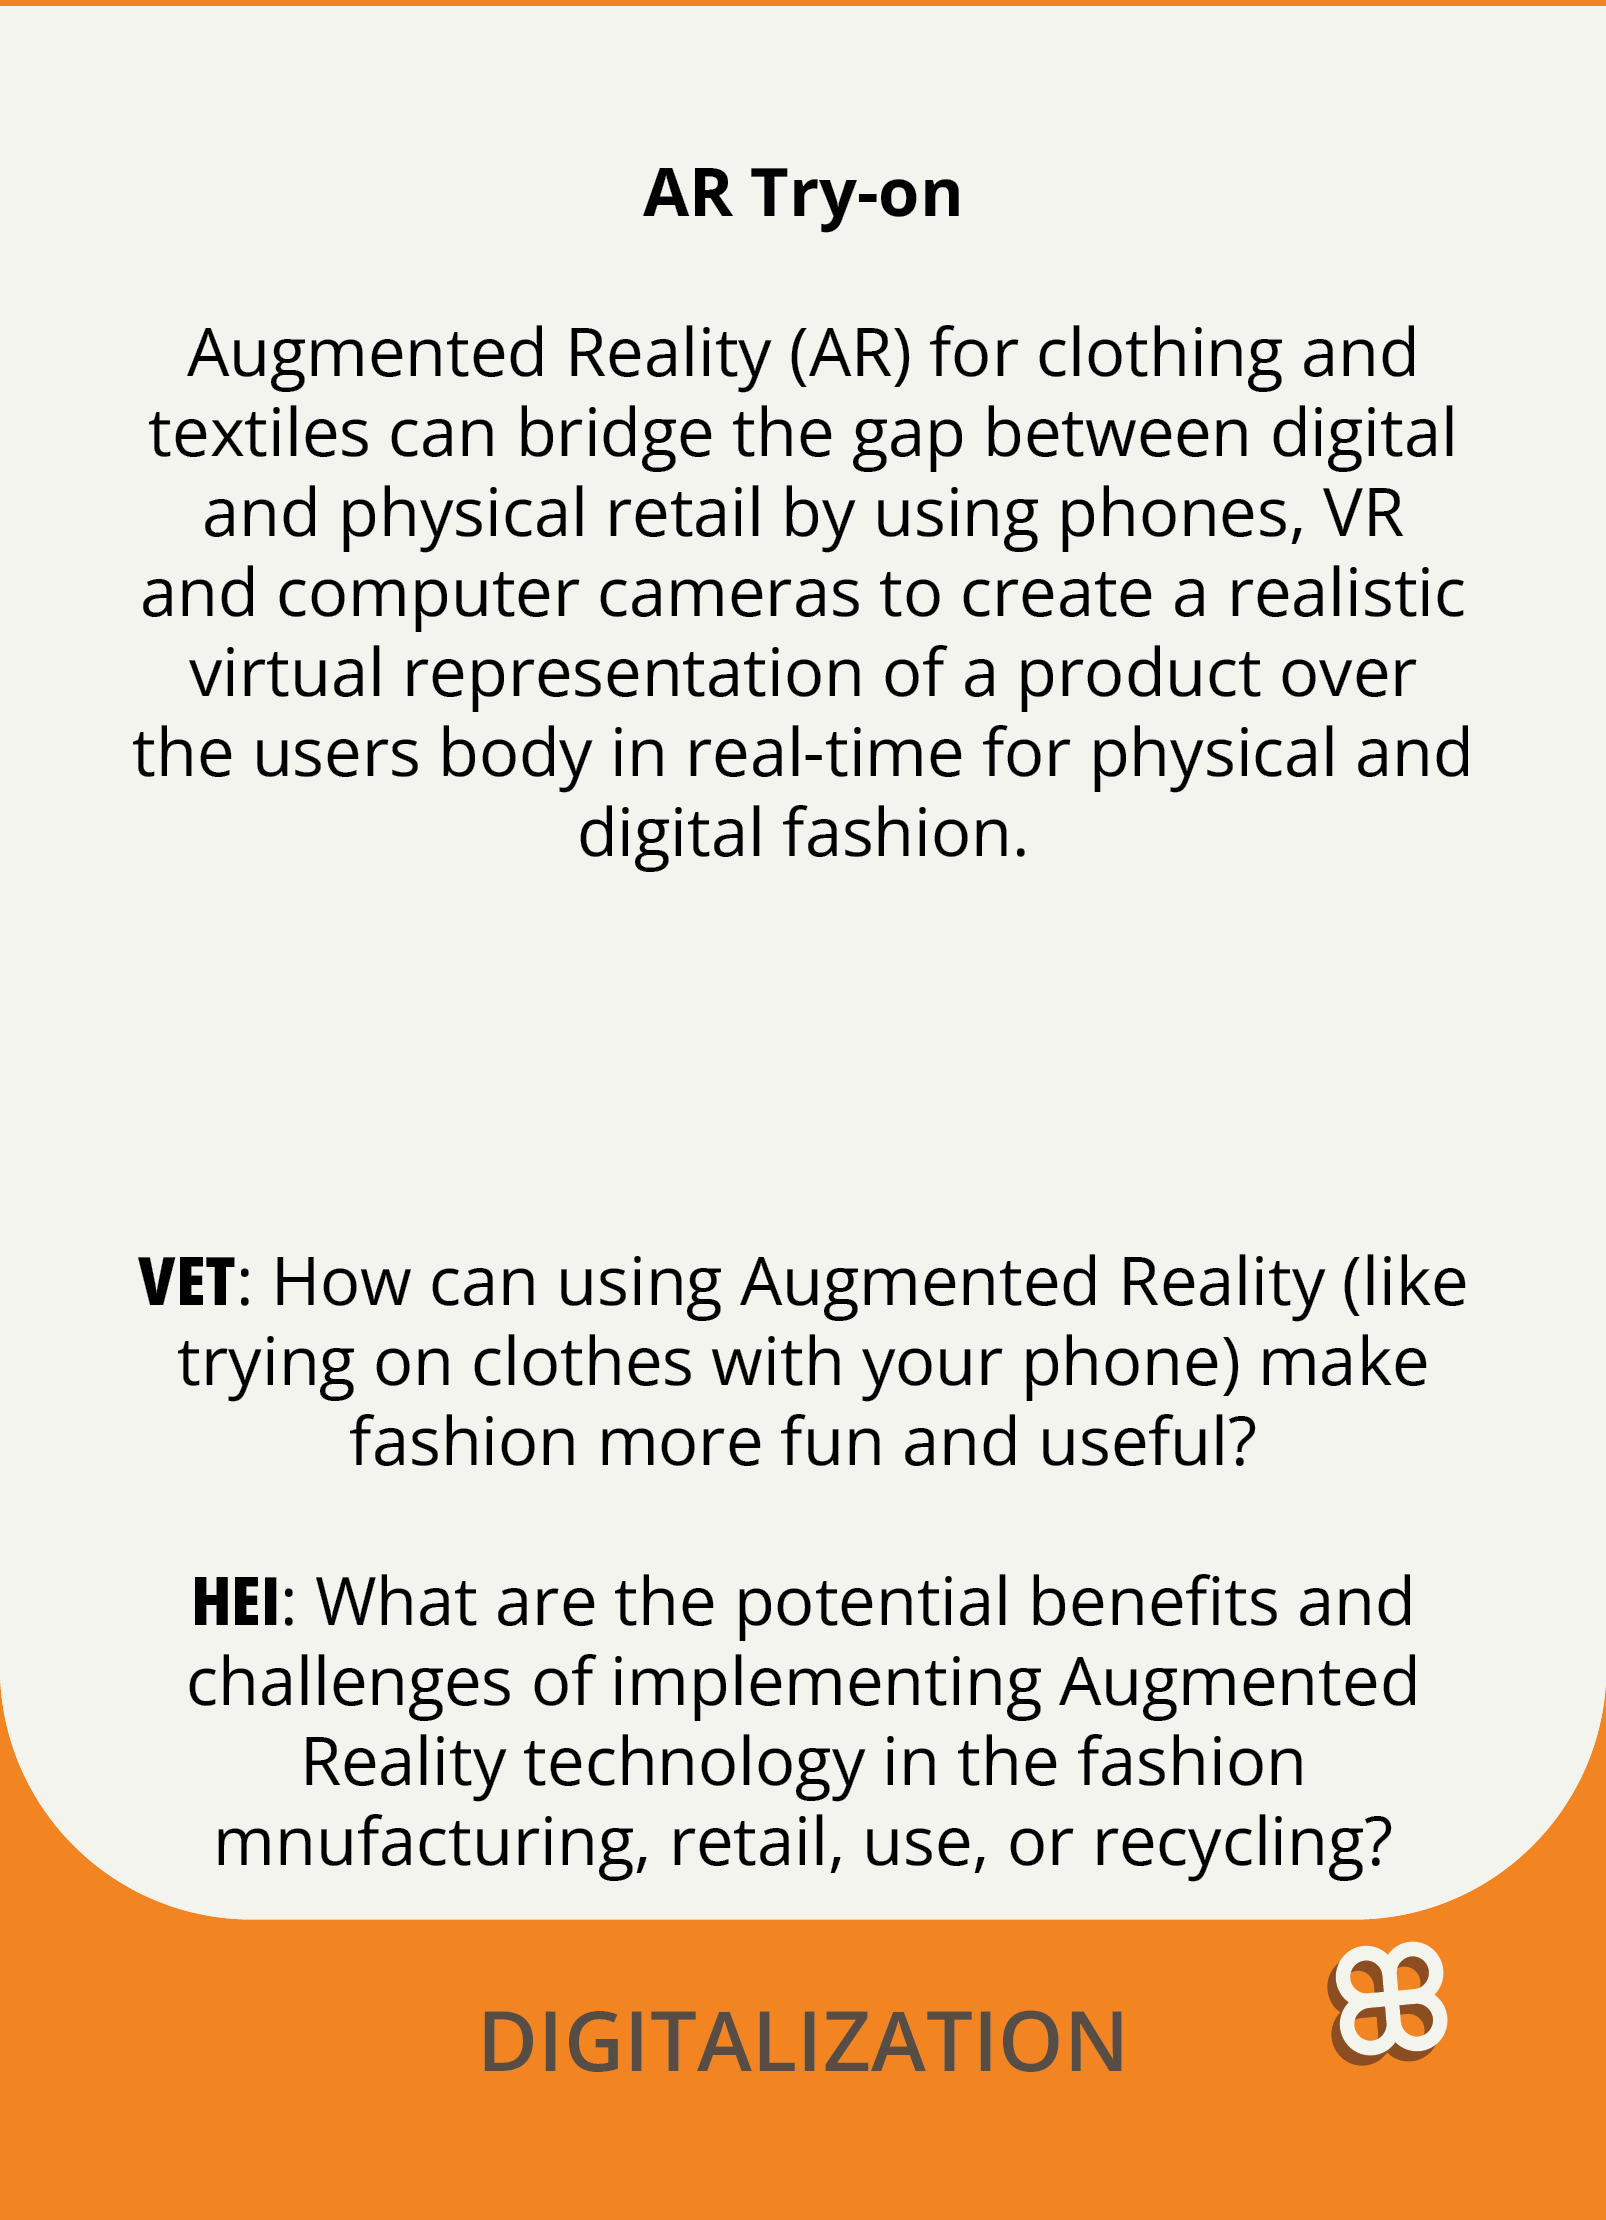 AR Try-on
Augmented Reality (AR) for clothing and
textiles can bridge the gap between digital
and physical retail by using phones, VR
and computer cameras to create a realistic
virtual representation of a product over
the users body in real-time for physical and
digital fashion.
VET: How can using Augmented Reality (like
trying on clothes with your phone) make
fashion more fun and useful?
HEI: What are the potential benefits and
challenges of implementing Augmented
Reality technology in the fashion
mnufacturing, retail, use, or recycling?
DIGITALIZATION